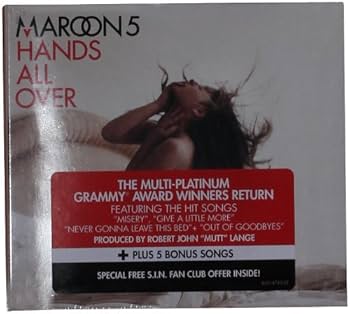 MAROON 5
HANDS
ALL
OVER
THE MULTI-PLATINUM
GRAMMY® AWARD WINNERS RETURN
FEATURING THE HIT SONGS
"MISERY", "GIVE A LITTLE MORE"
"NEVER GONNA LEAVE THIS BED" + "OUT OF GOODBYES"
PRODUCED BY ROBERT JOHN "MUTT" LANGE
+ PLUS 5 BONUS SONGS
SPECIAL FREE S.I.N. FAN CLUB OFFER INSIDE!